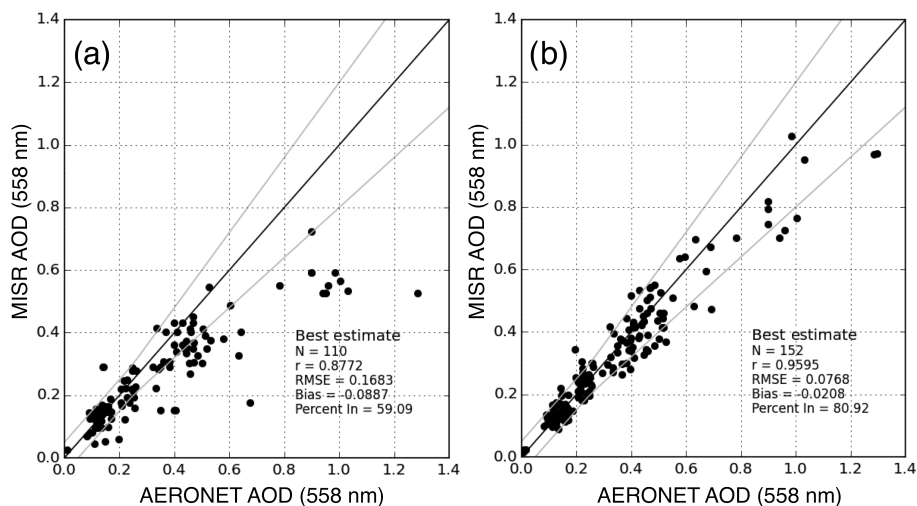 (a)
1.4
1.2
1.0
0.8
0.6
0.4
0.2
0.0
MISR AOD (558 nm)
Best estimate
N = 110
r = 0.8772
RMSE = 0.1683
Bias = -0.0887
Percent In = 59.09
0.0 0.2 0.4 0.6 0.8 1.0 1.2 1.4
AERONET AOD (558 nm)
(b)
1.4
1.2
1.0
0.8
0.6
0.4
0.2
0.0
MISR AOD (558 nm)
Best estimate
N = 152
r = 0.9595
RMSE = 0.0768
Bias = -0.0208
Percent In = 80.92
0.0 0.2 0.4 0.6 0.8 1.0 1.2 1.4
AERONET AOD (558 nm)